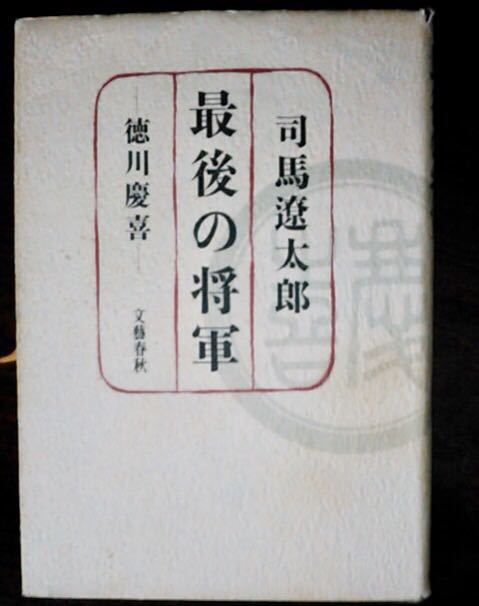 司馬遼太郎
最後の将軍
―徳川慶喜―
文藝春秋